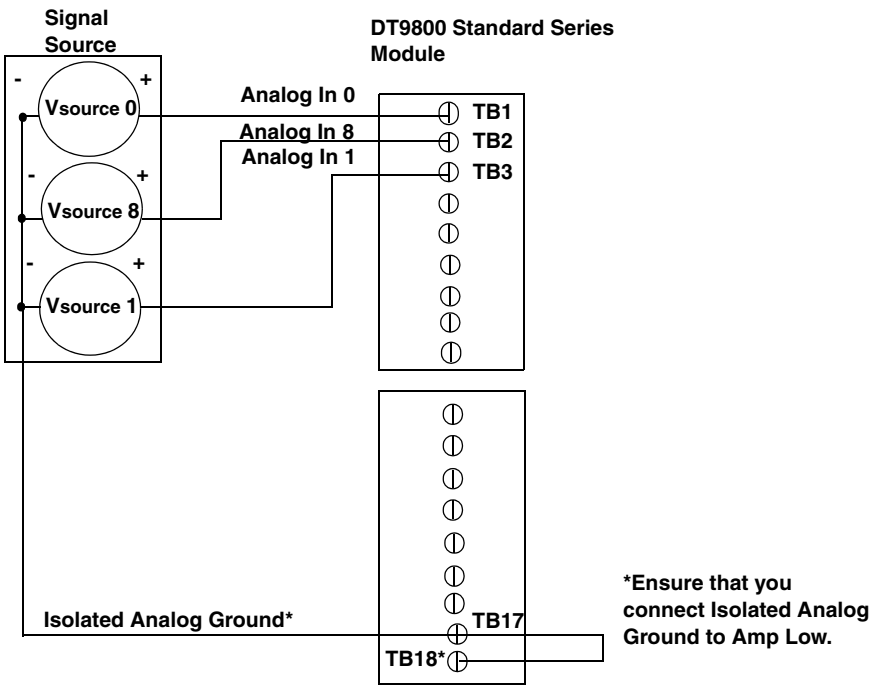 Signal
Source
DT9800 Standard Series
Module
- +
Vsource 0
Analog In 0
TB1
Analog In 8
TB2
Analog In 1
TB3
- +
Vsource 8
- +
Vsource 1
*Ensure that you
connect Isolated Analog
Ground to Amp Low.
Isolated Analog Ground*
TB17
TB18*